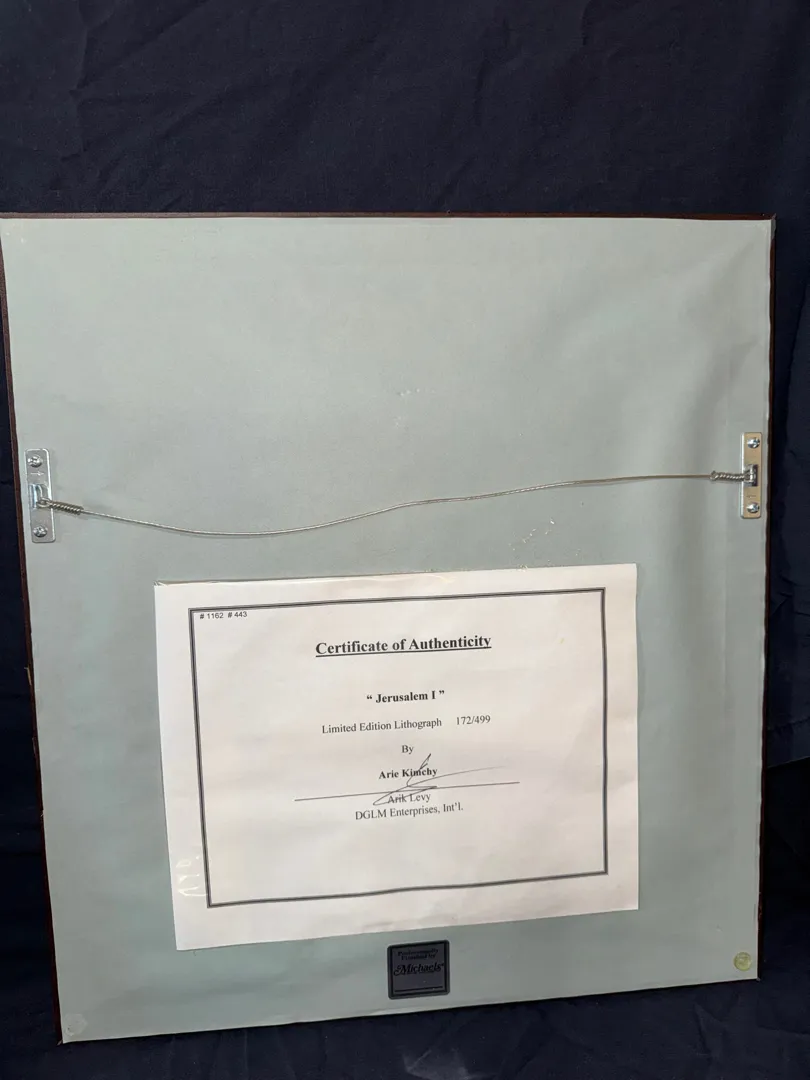 # 1162 # 443
Certificate of Authenticity
“ Jerusalem I ”
Limited Edition Lithograph 172/499
By
Arie Kimchy
Arik Levy
DGLM Enterprises, Int'l.
Michaels